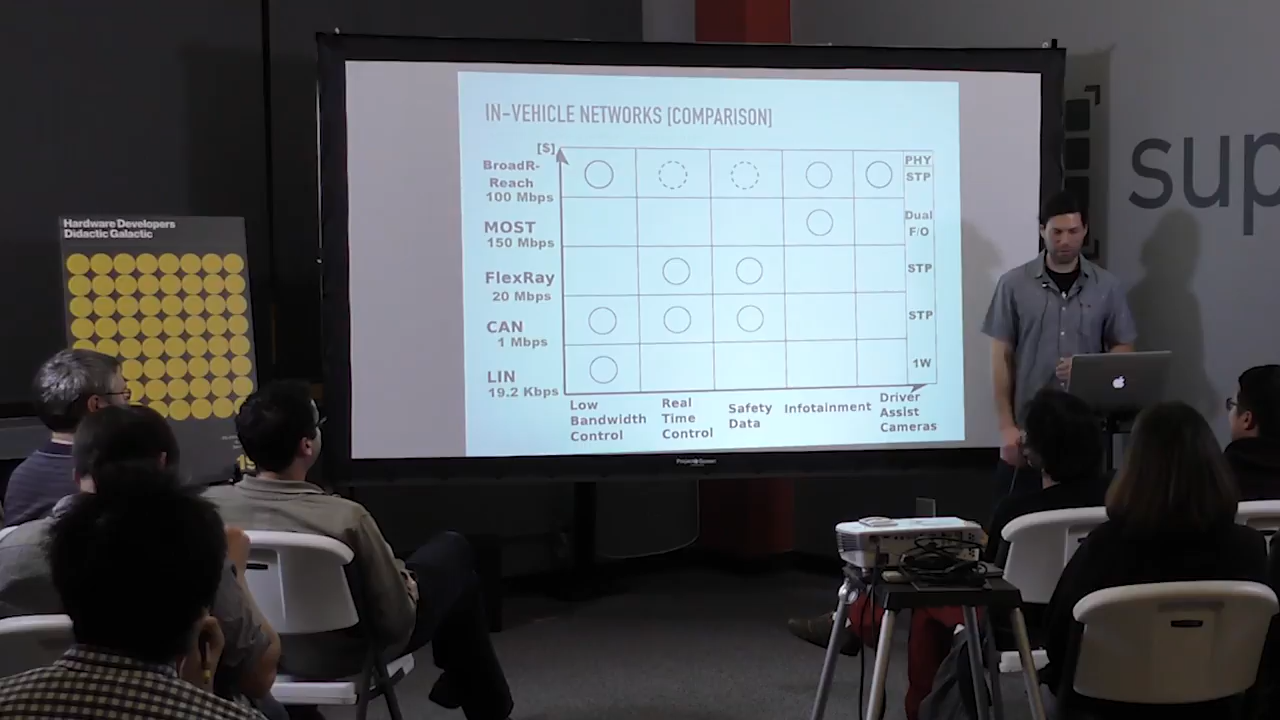 Hardware Developers
Didactic Galactic
IN-VEHICLE NETWORKS [COMPARISON]
[$]
BroadR-
Reach
100 Mbps
MOST
150 Mbps
FlexRay
20 Mbps
CAN
1 Mbps
LIN
19.2 Kbps
PHY
STP
Dual
F/O
STP
STP
1W
Low
Bandwidth
Control
Real
Time
Control
Safety
Data
Infotainment
Driver
Assist
Cameras
sup